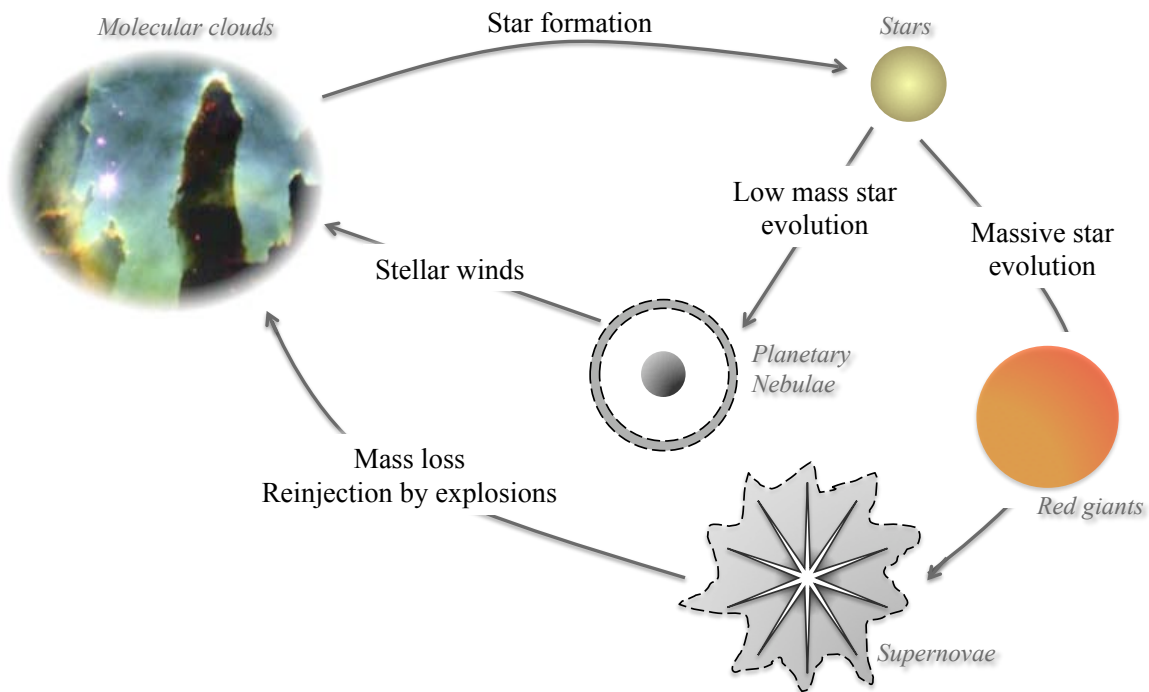 Molecular clouds
Star formation
Stars
Low mass star
evolution
Massive star
evolution
Stellar winds
Planetary
Nebulae
Mass loss
Reinjection by explosions
Red giants
Supernovae